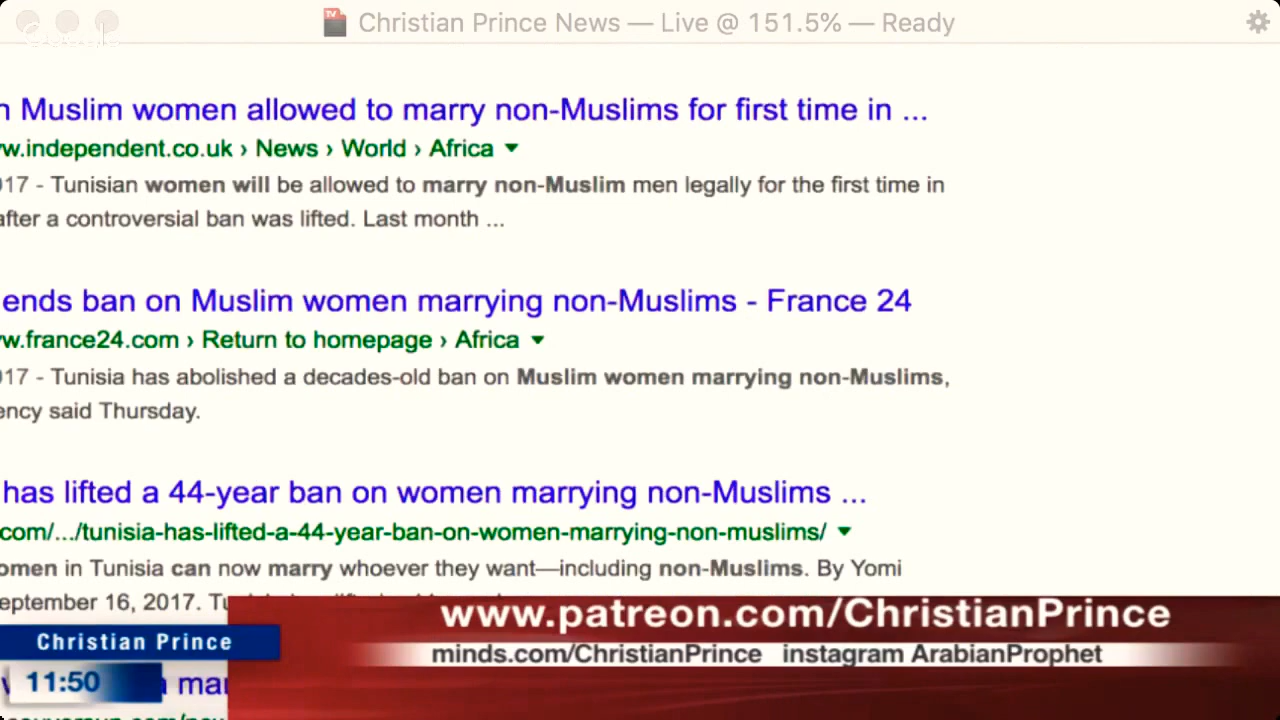 Christian Prince News — Live @ 151.5% — Ready
Google
n Muslim women allowed to marry non-Muslims for first time in ...
w.independent.co.uk › News › World › Africa
017 - Tunisian women will be allowed to marry non-Muslim men legally for the first time in
after a controversial ban was lifted. Last month ...
ends ban on Muslim women marrying non-Muslims - France 24
w.france24.com › Return to homepage › Africa
017 - Tunisia has abolished a decades-old ban on Muslim women marrying non-Muslims,
ency said Thursday.
has lifted a 44-year ban on women marrying non-Muslims ...
com/.../tunisia-has-lifted-a-44-year-ban-on-women-marrying-non-muslims/
omen in Tunisia can now marry whoever they want—including non-Muslims. By Yomi
eptember 16, 2017.
www.patreon.com/ChristianPrince
Christian Prince
minds.com/ChristianPrince instagram ArabianProphet
11:50